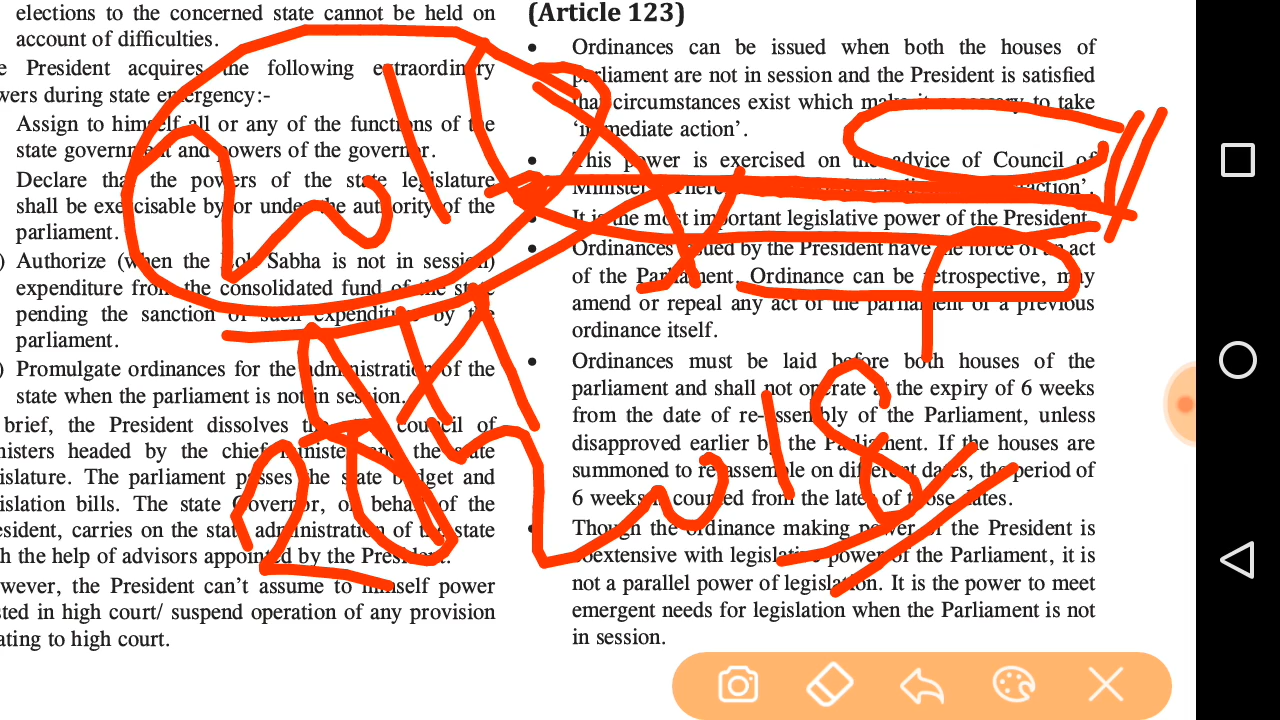 elections to the concerned state cannot be held on
account of difficulties.
President acquires the following extraordinary
during state emergency:-
Assign to himself all or any of the functions of the
state government and powers of the governor.
Declare that the powers of the state legislature
shall be exercisable by or under the authority of the
parliament.
Authorize (when the Lok Sabha is not in session)
expenditure from the consolidated fund of the state
pending the sanction of such expenditure by the
parliament.
Promulgate ordinances for the administration of the
state when the parliament is not in session.
brief, the President dissolves the council of
headed by the chief minister and the state
The parliament passes the state budget and
bills. The state Governor, on behalf of the
carries on the state administration of the state
the help of advisors appointed by the President.
the President can't assume to himself power
in high court/ suspend operation of any provision
to high court.
(Article 123)
• Ordinances can be issued when both the houses of
parliament are not in session and the President is satisfied
that circumstances exist which make it necessary to take
‘immediate action’.
• This power is exercised on the advice of Council of
action’.
• It is the most important legislative power of the President.
• Ordinances issued by the President have the force of an act
of the Parliament. Ordinance can be retrospective, may
amend or repeal any act of the parliament or a previous
ordinance itself.
• Ordinances must be laid before both houses of the
parliament and shall not operate at the expiry of 6 weeks
from the date of re-assembly of the Parliament, unless
disapproved earlier by the Parliament. If the houses are
summoned to reassemble on different dates, the period of
6 weeks is counted from the later of those dates.
• Though the ordinance making power of the President is
coextensive with legislative power of the Parliament, it is
not a parallel power of legislation. It is the power to meet
emergent needs for legislation when the Parliament is not
in session.